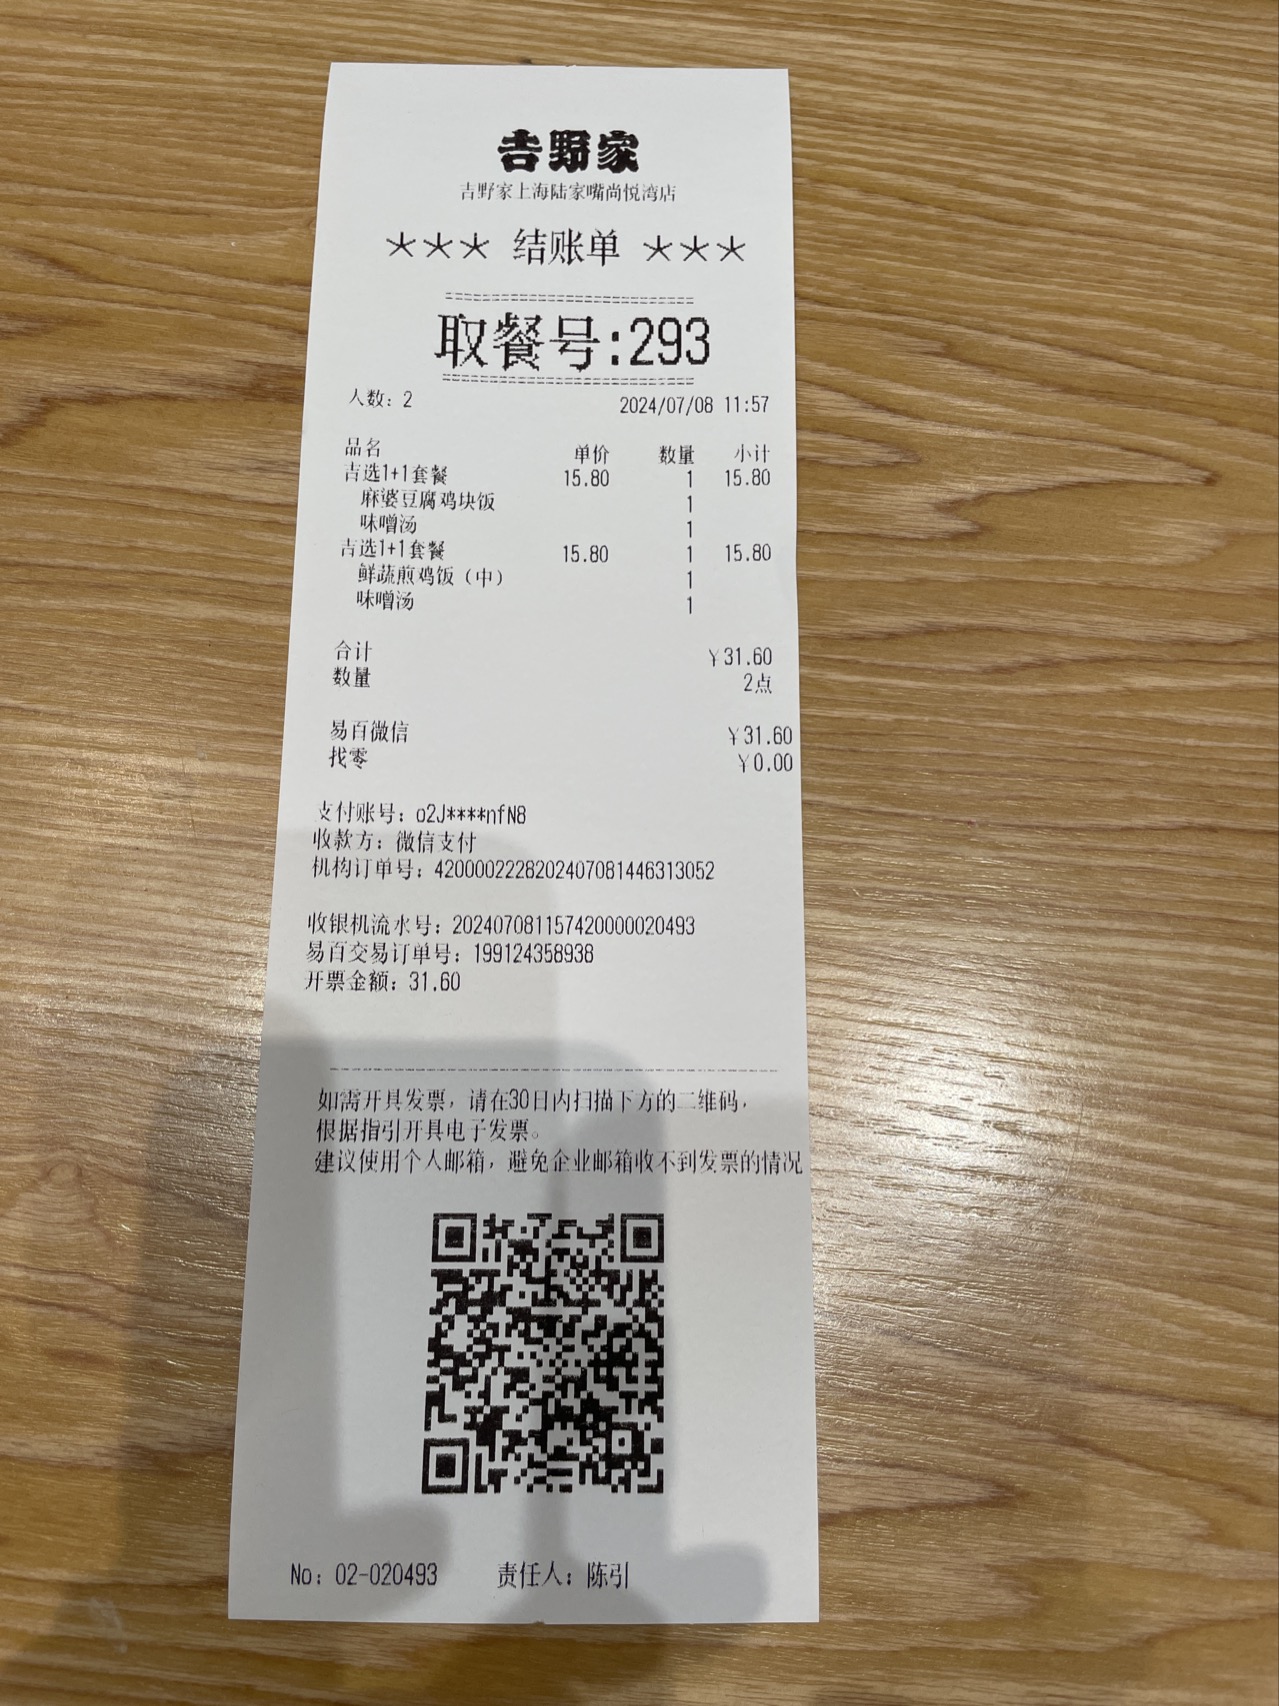 吉野家
吉野家上海陆家嘴尚悦湾店
*** 结账单 ***
取餐号:293
人数: 2 2024/07/08 11:57
品名 单价 数量 小计
吉选1+1套餐 15.80 1 15.80
麻婆豆腐鸡块饭 1
味噌汤 1
吉选1+1套餐 15.80 1 15.80
鲜蔬煎鸡饭（中） 1
味噌汤 1
合计 ¥31.60
数量 2点
易百微信 ¥31.60
找零 ¥0.00
支付账号: o2J****nfN8
收款方: 微信支付
机构订单号: 4200002228202407081446313052
收银机流水号: 202407081157420000020493
易百交易订单号: 199124358938
开票金额: 31.60
如需开具发票，请在30日内扫描下方的二维码，
根据指引开具电子发票。
建议使用个人邮箱，避免企业邮箱收不到发票的情况
No: 02-020493 责任人: 陈引